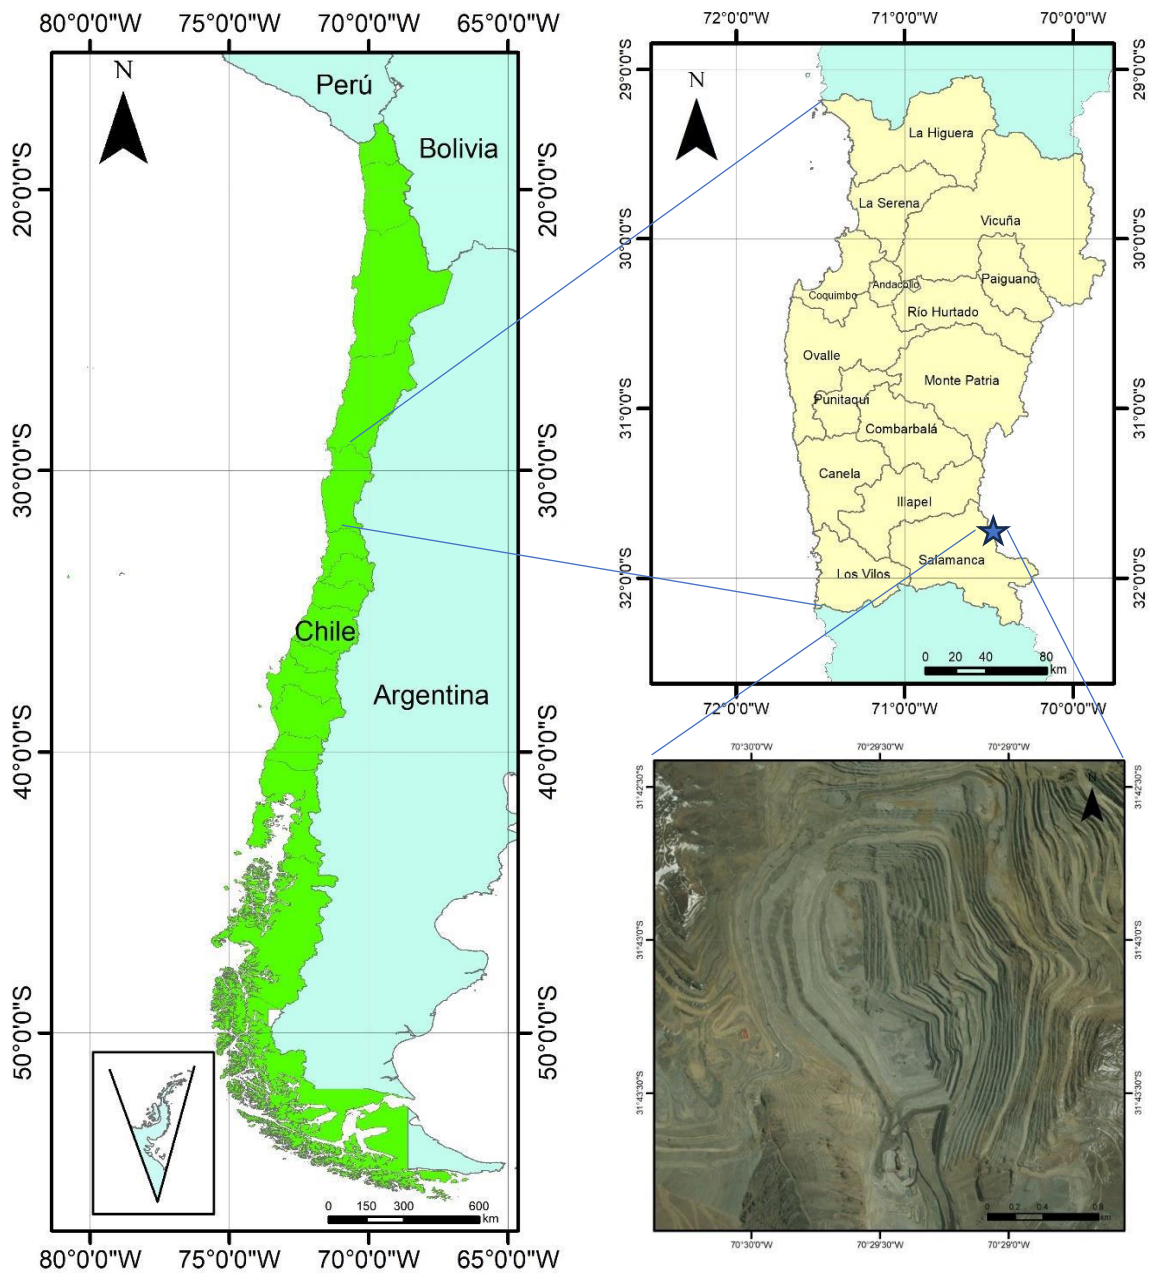 80°0'0"W 75°0'0"W 70°0'0"W 65°0'0"W
N
Perú
Bolivia
Chile
Argentina
20°0'0"S
30°0'0"S
40°0'0"S
50°0'0"S
20°0'0"S
30°0'0"S
40°0'0"S
50°0'0"S
0 150 300 600
km
80°0'0"W 75°0'0"W 70°0'0"W 65°0'0"W
72°0'0"W 71°0'0"W 70°0'0"W
N
29°0'0"S
30°0'0"S
31°0'0"S
32°0'0"S
29°0'0"S
30°0'0"S
31°0'0"S
32°0'0"S
La Higuera
La Serena
Vicuña
Paiguano
Andacollo
Coquimbo
Río Hurtado
Ovalle
Monte Patria
Punitaqui
Combarbalá
Canela
Illapel
Salamanca
Los Vilos
0 20 40 80
km
72°0'0"W 71°0'0"W 70°0'0"W
70°30'0"W 70°29'30"W 70°29'0"W
N
31°42'30"S
31°43'0"S
31°43'30"S
31°42'30"S
31°43'0"S
31°43'30"S
0 0.2 0.4 0.8
km
70°30'0"W 70°29'30"W 70°29'0"W